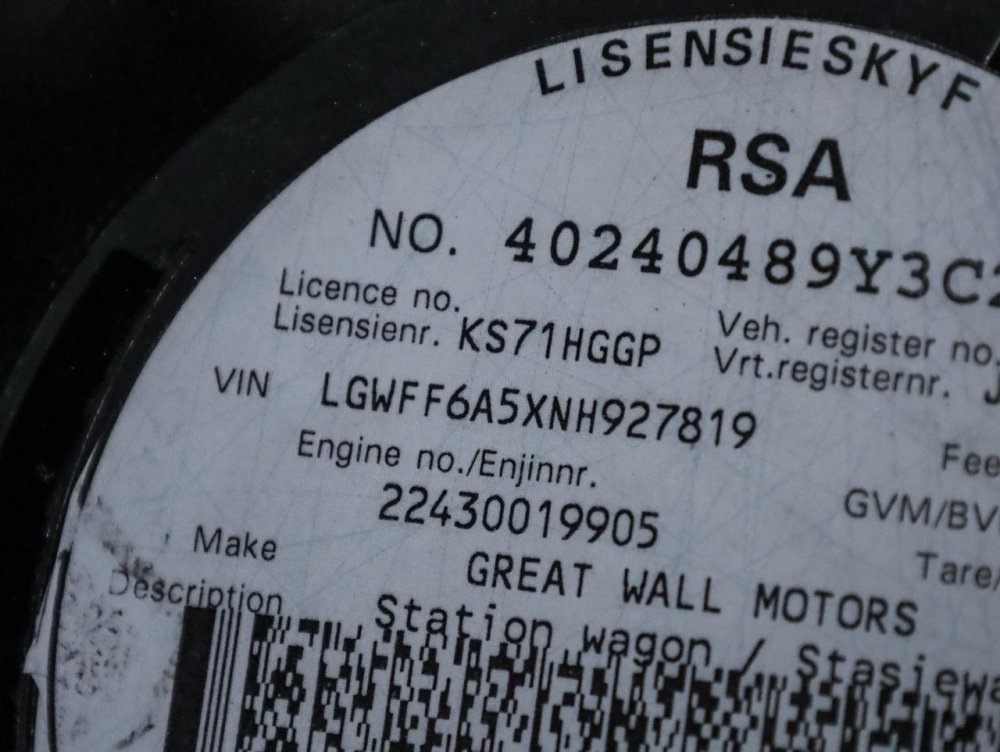 LISENSIESKYF
RSA
NO. 40240489Y3C
Licence no.
Lisensienr. KS71HGGP
Veh. register no.
Vrt.registernr.
VIN LGWFF6A5XNH927819
Fee
Engine no./Enjinnr.
GVM/BV
22430019905
Tare/
Make GREAT WALL MOTORS
Description Station wagon / Stasiewa